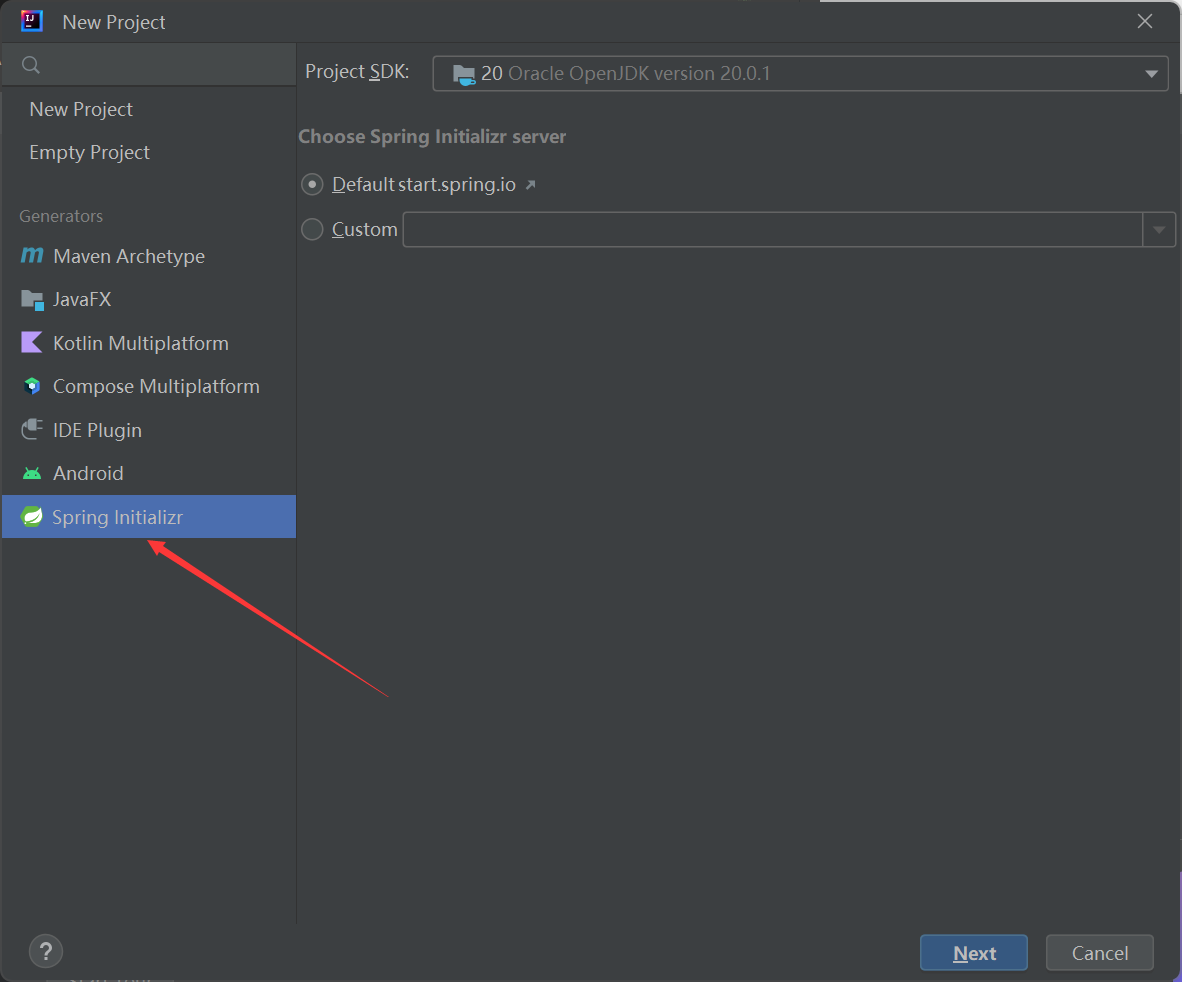 New Project
Project SDK: 20 Oracle OpenJDK version 20.0.1
New Project
Empty Project
Generators
Maven Archetype
JavaFX
Kotlin Multiplatform
Compose Multiplatform
IDE Plugin
Android
Spring Initializr
Choose Spring Initializr server
Default start.spring.io
Custom
?
Next
Cancel